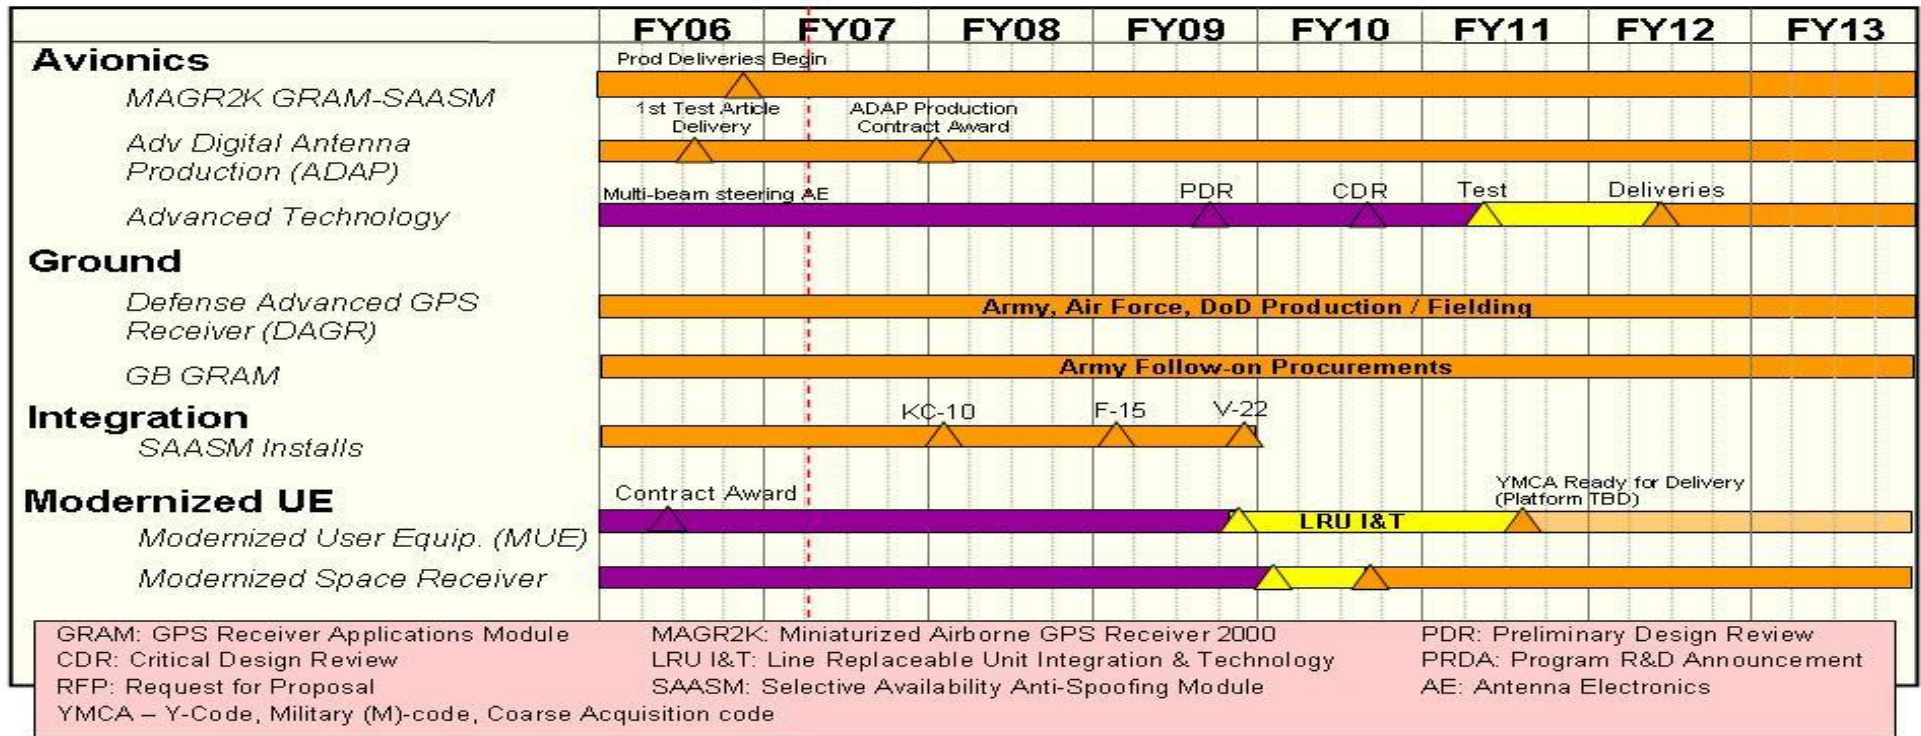 FY06 FY07 FY08 FY09 FY10 FY11 FY12 FY13
Avionics
Prod Deliveries Begin
MAGR2K GRAM-SAASM
1st Test Article
Delivery
ADAP Production
Contract Award
Adv Digital Antenna
Production (ADAP)
Multi-beam steering AE
PDR
CDR
Test
Deliveries
Advanced Technology
Ground
Defense Advanced GPS
Receiver (DAGR)
Army, Air Force, DoD Production / Fielding
GB GRAM
Army Follow-on Procurements
Integration
KC-10
F-15
V-22
SAASM Installs
Modernized UE
Contract Award
YMCA Ready for Delivery
(Platform TBD)
LRU I&T
Modernized User Equip. (MUE)
Modernized Space Receiver
GRAM: GPS Receiver Applications Module
MAGR2K: Miniaturized Airborne GPS Receiver 2000
PDR: Preliminary Design Review
CDR: Critical Design Review
LRU I&T: Line Replaceable Unit Integration & Technology
PRDA: Program R&D Announcement
RFP: Request for Proposal
SAASM: Selective Availability Anti-Spoofing Module
AE: Antenna Electronics
YMCA – Y-Code, Military (M)-code, Coarse Acquisition code